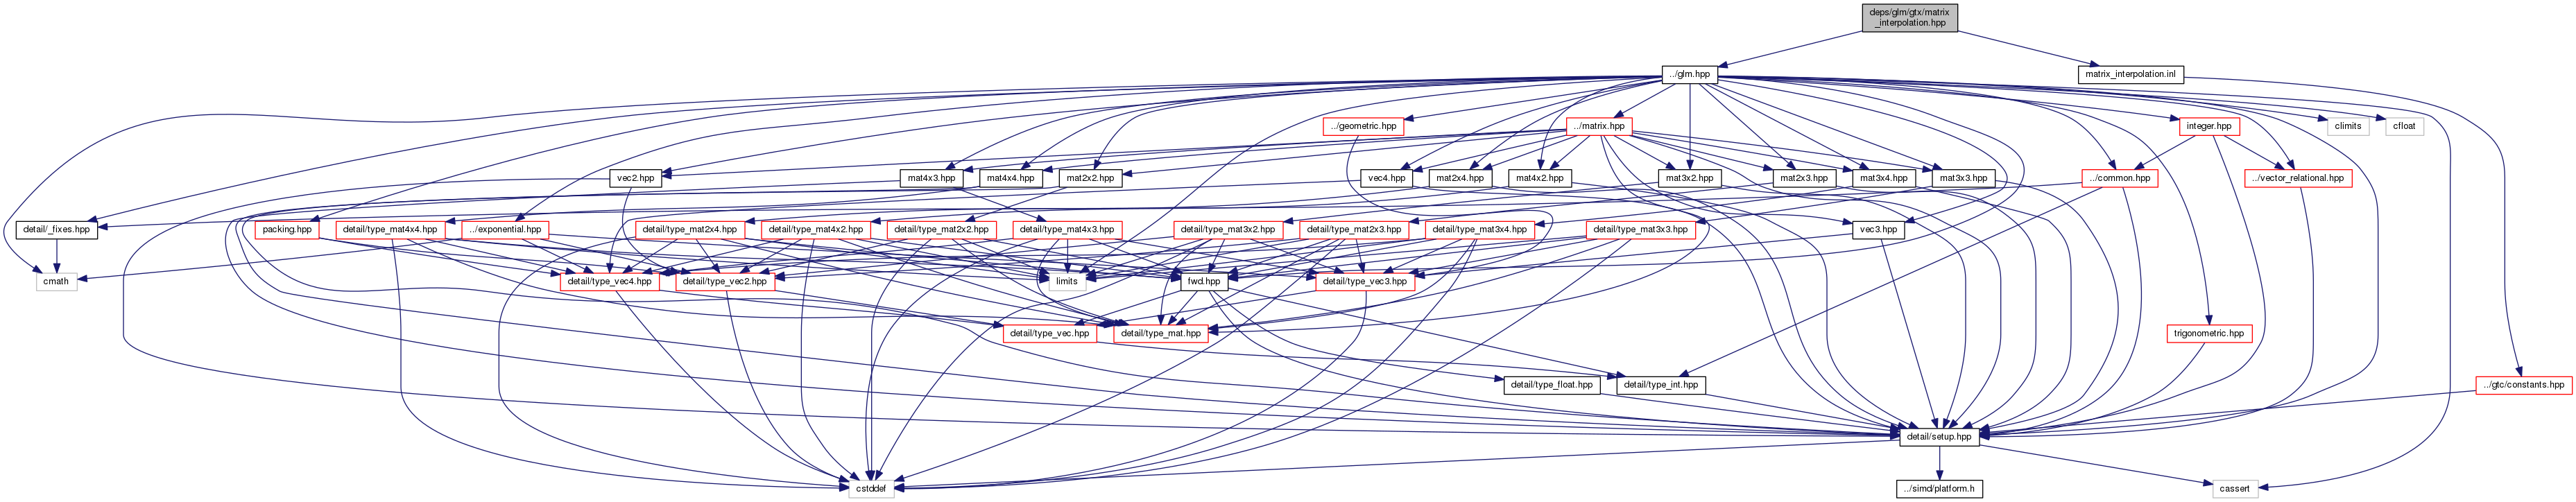 deps/glm/gtx/matrix
_interpolation.hpp
../glm.hpp
matrix_interpolation.inl
../geometric.hpp
../matrix.hpp
integer.hpp
climits
cfloat
vec2.hpp
mat4x3.hpp
mat4x4.hpp
mat2x2.hpp
vec4.hpp
mat2x4.hpp
mat4x2.hpp
mat3x2.hpp
mat2x3.hpp
mat3x4.hpp
mat3x3.hpp
../common.hpp
../vector_relational.hpp
detail/_fixes.hpp
packing.hpp
detail/type_mat4x4.hpp
../exponential.hpp
detail/type_mat2x4.hpp
detail/type_mat4x2.hpp
detail/type_mat2x2.hpp
detail/type_mat4x3.hpp
detail/type_mat3x2.hpp
detail/type_mat2x3.hpp
detail/type_mat3x4.hpp
detail/type_mat3x3.hpp
vec3.hpp
cmath
detail/type_vec4.hpp
detail/type_vec2.hpp
limits
fwd.hpp
detail/type_vec3.hpp
detail/type_vec.hpp
detail/type_mat.hpp
trigonometric.hpp
detail/type_float.hpp
detail/type_int.hpp
../gtc/constants.hpp
detail/setup.hpp
cstddef
../simd/platform.h
cassert